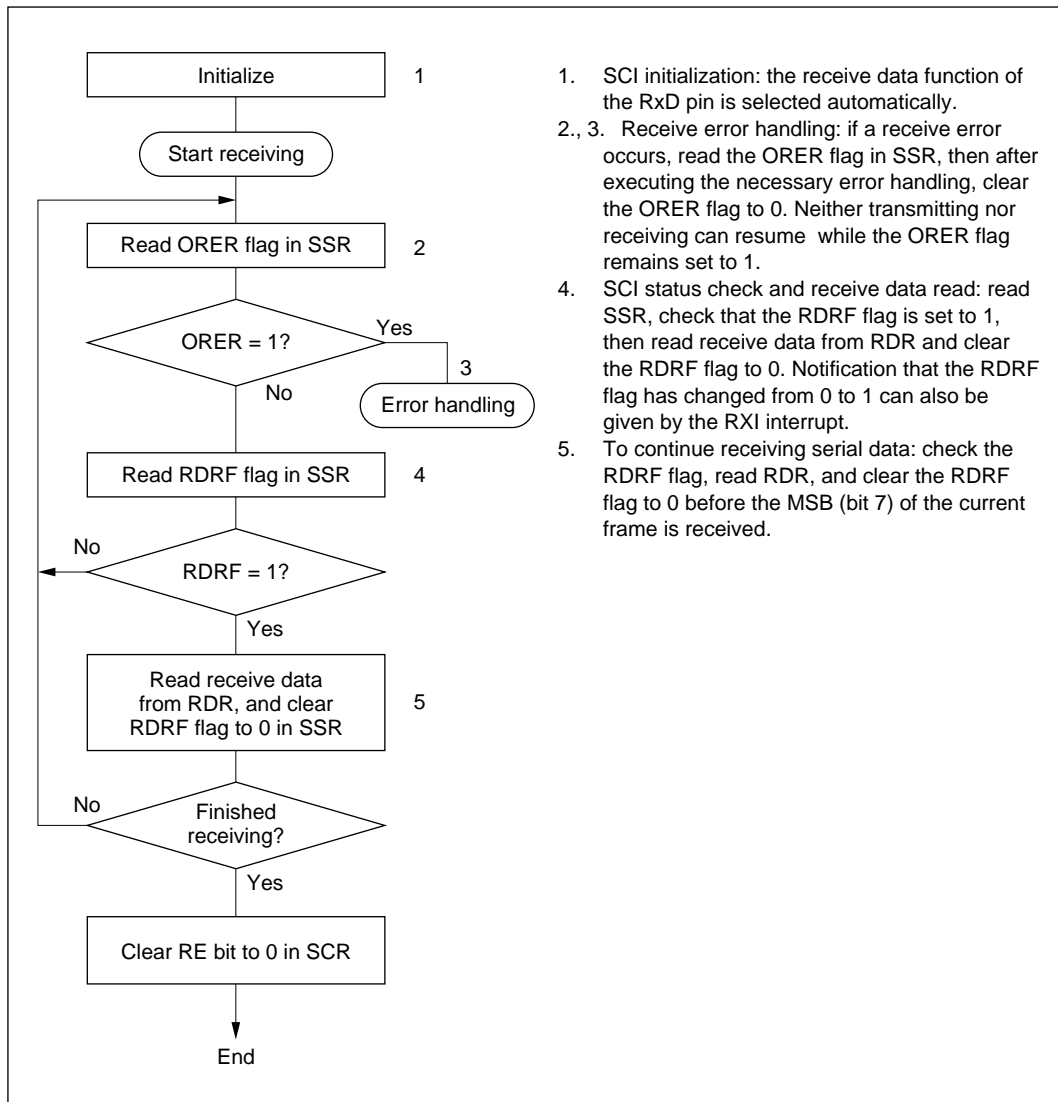 Initialize
1
Start receiving
Read ORER flag in SSR
2
ORER = 1?
Yes
3
No
Error handling
Read RDRF flag in SSR
4
No
RDRF = 1?
Yes
Read receive data
from RDR, and clear
RDRF flag to 0 in SSR
5
No
Finished
receiving?
Yes
Clear RE bit to 0 in SCR
End
1. SCI initialization: the receive data function of
the RxD pin is selected automatically.
2., 3. Receive error handling: if a receive error
occurs, read the ORER flag in SSR, then after
executing the necessary error handling, clear
the ORER flag to 0. Neither transmitting nor
receiving can resume while the ORER flag
remains set to 1.
4. SCI status check and receive data read: read
SSR, check that the RDRF flag is set to 1,
then read receive data from RDR and clear
the RDRF flag to 0. Notification that the RDRF
flag has changed from 0 to 1 can also be
given by the RXI interrupt.
5. To continue receiving serial data: check the
RDRF flag, read RDR, and clear the RDRF
flag to 0 before the MSB (bit 7) of the current
frame is received.